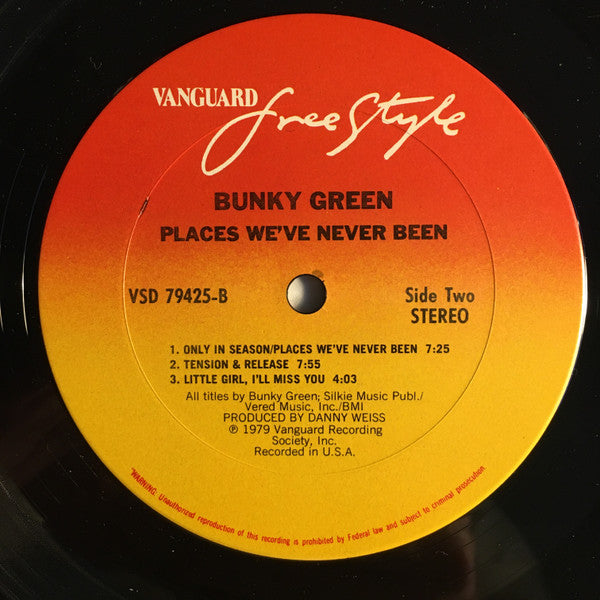 VANGUARD freeStyle
BUNKY GREEN
PLACES WE'VE NEVER BEEN
VSD 79425-B
Side Two
STEREO
1. ONLY IN SEASON/PLACES WE'VE NEVER BEEN 7:25
2. TENSION & RELEASE 7:55
3. LITTLE GIRL, I'LL MISS YOU 4:03
All titles by Bunky Green; Silkie Music Publ./
Vered Music, Inc./BMI
PRODUCED BY DANNY WEISS
℗ 1979 Vanguard Recording
Society, Inc.
Recorded in U.S.A.
"WARNING: Unauthorized reproduction of this recording is prohibited by Federal law and subject to criminal prosecution."